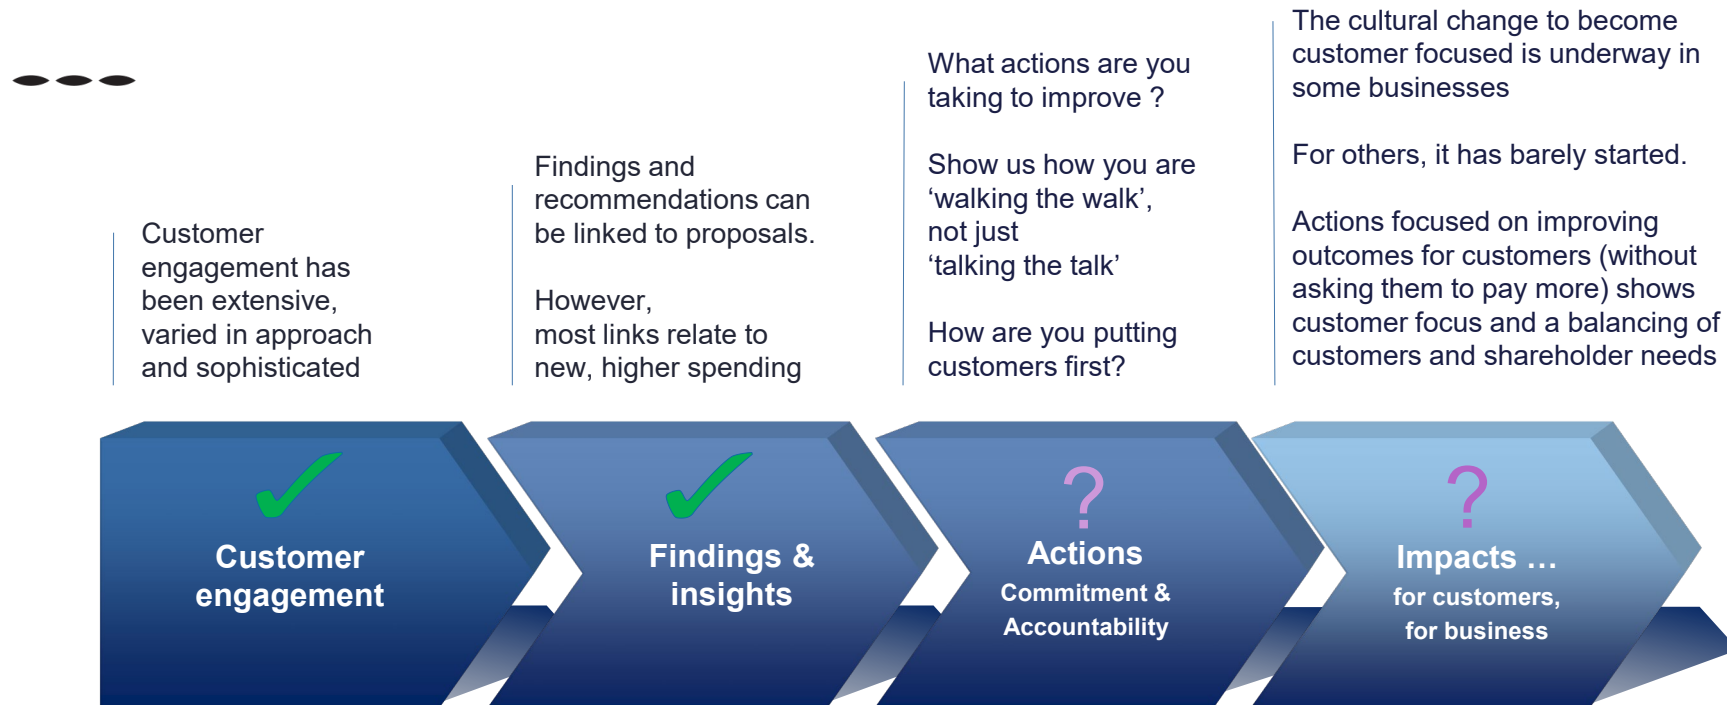 Customer
engagement has
been extensive,
varied in approach
and sophisticated
Findings and
recommendations can
be linked to proposals.
However,
most links relate to
new, higher spending
What actions are you
taking to improve ?
Show us how you are
‘walking the walk’,
not just
‘talking the talk’
How are you putting
customers first?
The cultural change to become
customer focused is underway in
some businesses
For others, it has barely started.
Actions focused on improving
outcomes for customers (without
asking them to pay more) shows
customer focus and a balancing of
customers and shareholder needs
Customer
engagement
Findings &
insights
?
Actions
Commitment &
Accountability
?
Impacts …
for customers,
for business